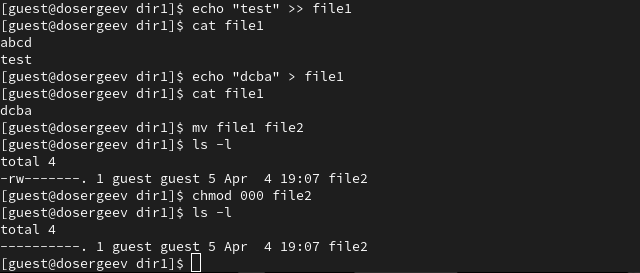 [guest@dosergeev dir1]$ echo "test" >> file1
[guest@dosergeev dir1]$ cat file1
abcd
test
[guest@dosergeev dir1]$ echo "dcba" > file1
[guest@dosergeev dir1]$ cat file1
dcba
[guest@dosergeev dir1]$ mv file1 file2
[guest@dosergeev dir1]$ ls -l
total 4
-rw-------. 1 guest guest 5 Apr  4 19:07 file2
[guest@dosergeev dir1]$ chmod 000 file2
[guest@dosergeev dir1]$ ls -l
total 4
----------. 1 guest guest 5 Apr  4 19:07 file2
[guest@dosergeev dir1]$